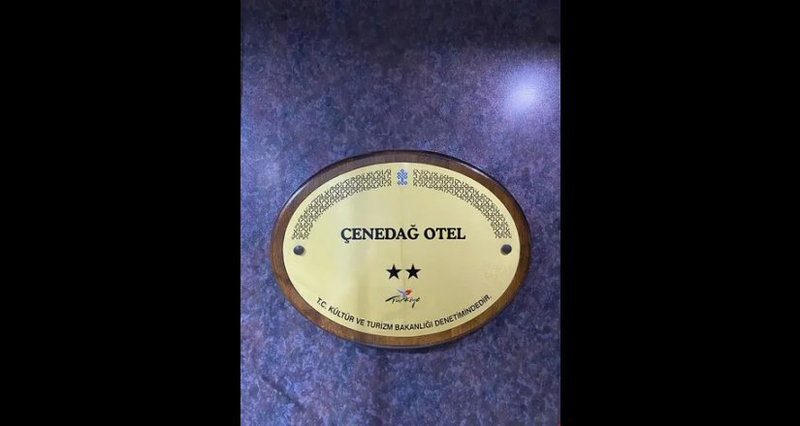 ÇENEDAĞ OTEL
★★
Türkiye
T.C. KÜLTÜR VE TURİZM BAKANLIĞI DENETİMİNDEDİR.